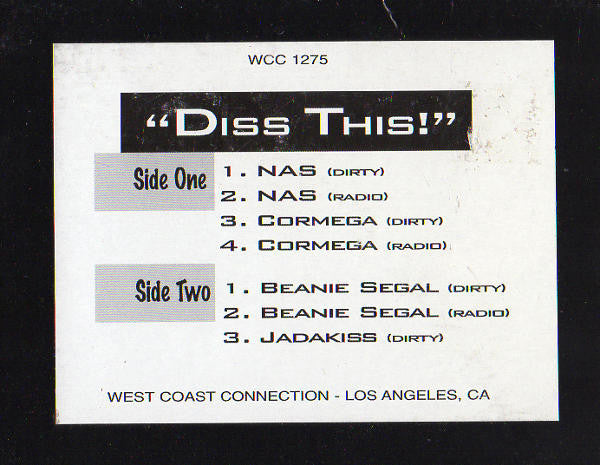 WCC 1275
“DISS THIS!”
Side One
1. NAS (DIRTY)
2. NAS (RADIO)
3. CORMEGA (DIRTY)
4. CORMEGA (RADIO)
Side Two
1. BEANIE SEGAL (DIRTY)
2. BEANIE SEGAL (RADIO)
3. JADAKISS (DIRTY)
WEST COAST CONNECTION - LOS ANGELES, CA